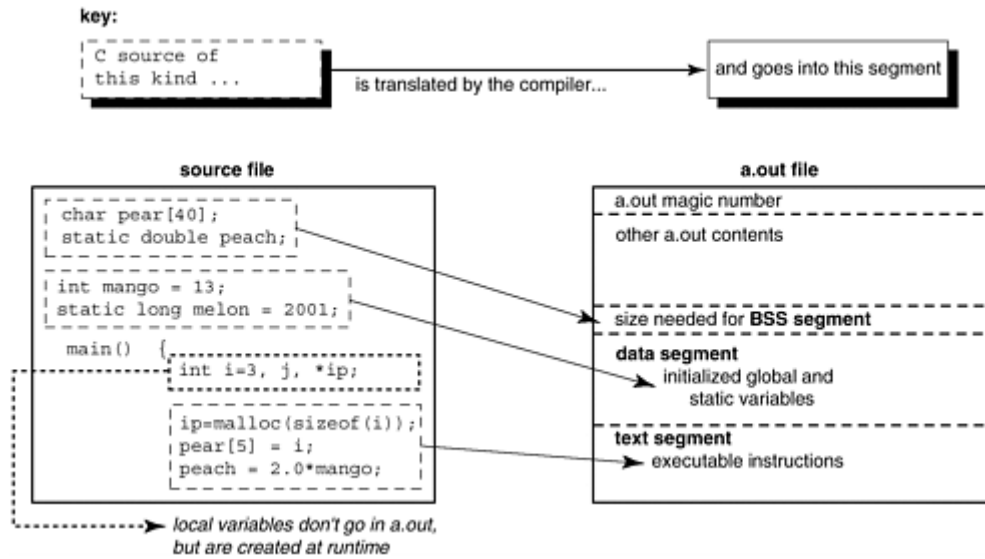 key:
C source of
this kind ...
is translated by the compiler...
and goes into this segment
source file
char pear[40];
static double peach;
int mango = 13;
static long melon = 2001;
main() {
int i=3, j, *ip;
ip=malloc(sizeof(i));
pear[5] = i;
peach = 2.0*mango;
local variables don't go in a.out,
but are created at runtime
a.out file
a.out magic number
other a.out contents
size needed for BSS segment
data segment
initialized global and
static variables
text segment
executable instructions